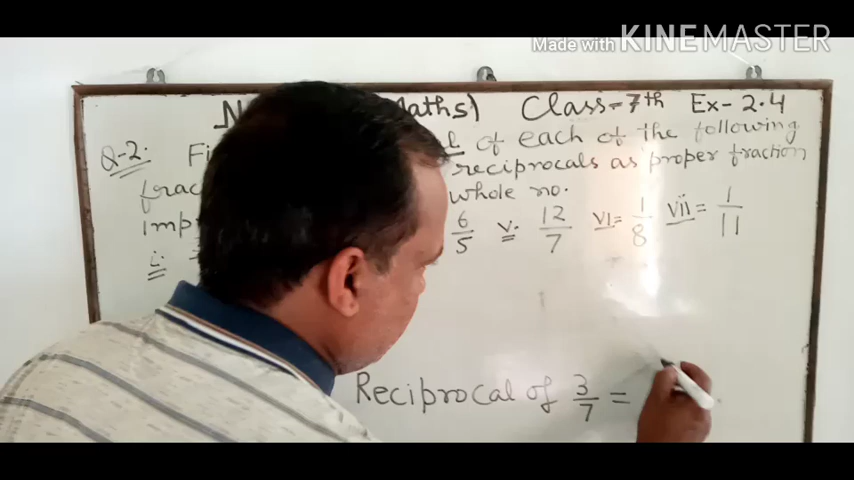 Made with KINEMASTER
Maths) Class-7th Ex-2.4
Q-2. of each of the following
reciprocals as proper fraction
whole no.
i. 6/5 v. 12/7 vi= 1/8 vii= 1/11
Reciprocal of 3/7 =